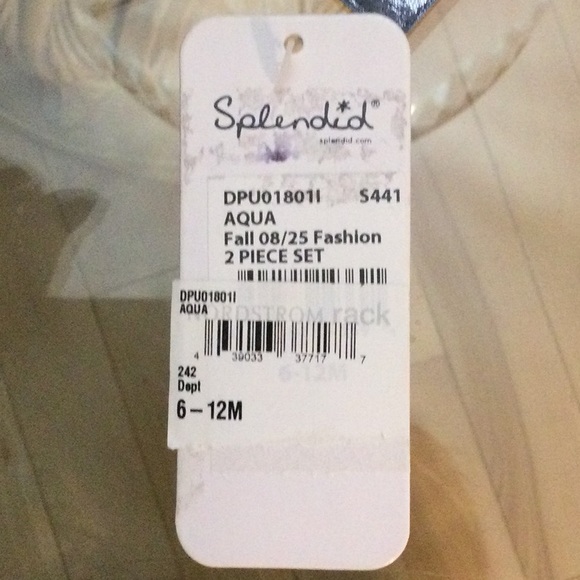 Splendid®
splendid.com
DPU01801I S441
AQUA
Fall 08/25 Fashion
2 PIECE SET
DPU01801I
AQUA
NORDSTROM rack
4 39033 37717 7
6-12M
242
Dept
6-12M